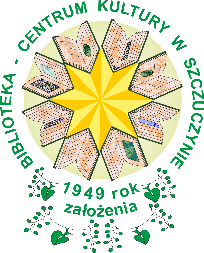 BIBLIOTEKA - CENTRUM KULTURY W SZCZUCZYNIE
1949 rok
założenia